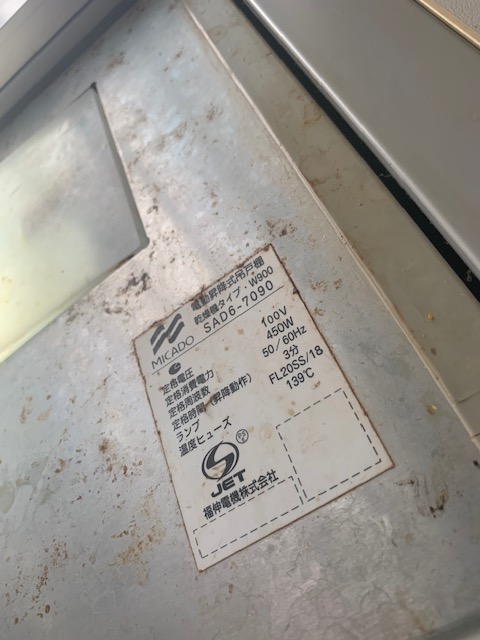 MICADO
電動昇降式吊戸棚
乾燥機タイプ・W900
SAD6-7090
定格電圧 100V
定格消費電力 450W
定格周波数 50/60Hz
定格時間(昇降動作) 3分
ランプ FL20SS/18
温度ヒューズ 139℃
JET
福伸電機株式会社